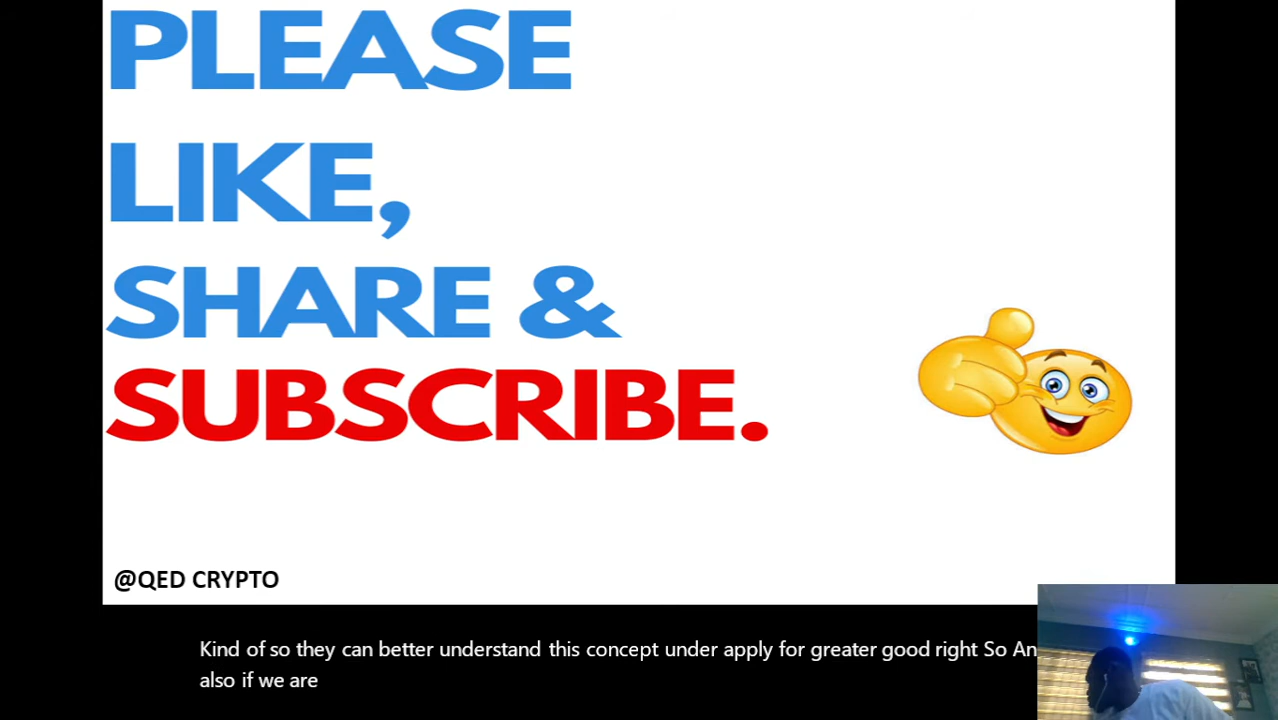 PLEASE
LIKE,
SHARE &
SUBSCRIBE.
@QED CRYPTO
Kind of so they can better understand this concept under apply for greater good right So An
also if we are